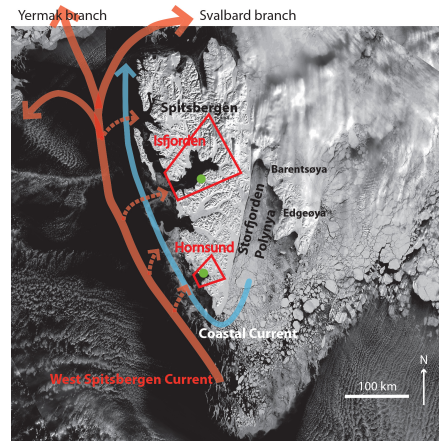 Yermak branch
Svalbard branch
Spitsbergen
Isfjorden
Barentsøya
Storfjorden
Polynya
Edgeøya
Hornsund
Coastal Current
West Spitsbergen Current
N
100 km